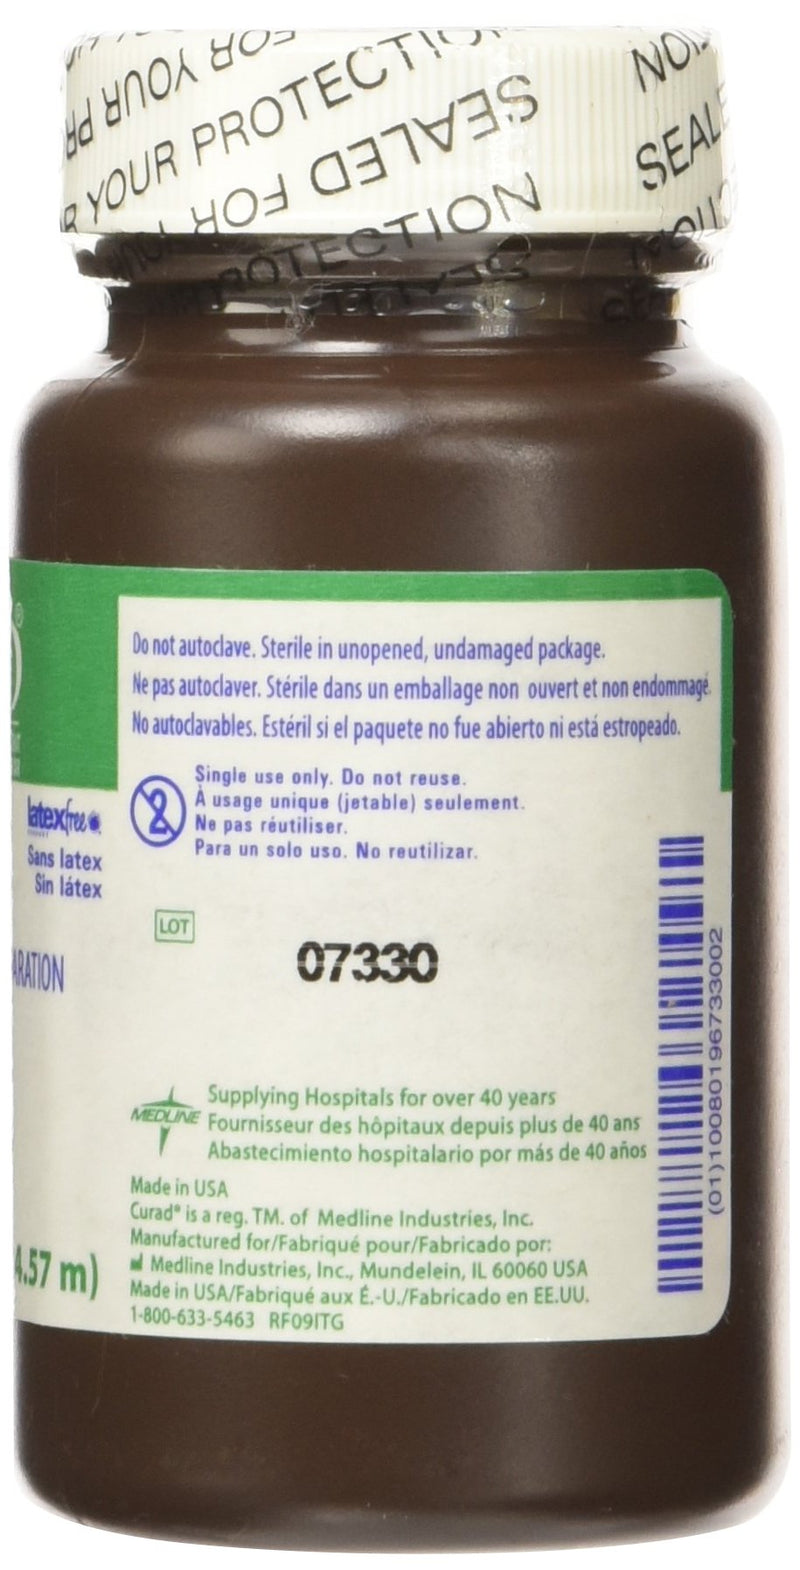 FOR YOUR
YOUR PROTECTION
SEALED FOR
PROTECTION
SEALED
®
Do not autoclave. Sterile in unopened, undamaged package.
Ne pas autoclaver. Stérile dans un emballage non ouvert et non endommagé.
No autoclavables. Estéril si el paquete no fue abierto ni está estropeado.
2
Single use only. Do not reuse.
À usage unique (jetable) seulement.
Ne pas réutiliser.
Para un solo uso. No reutilizar.
latexfree
Sans latex
Sin látex
ARATION
LOT
07330
MEDLINE
Supplying Hospitals for over 40 years
Fournisseur des hôpitaux depuis plus de 40 ans
Abastecimiento hospitalario por más de 40 años
Made in USA
Curad® is a reg. TM. of Medline Industries, Inc.
Manufactured for/Fabriqué pour/Fabricado por:
Medline Industries, Inc., Mundelein, IL 60060 USA
Made in USA/Fabriqué aux É.-U./Fabricado en EE.UU.
1-800-633-5463 RF09ITG
4.57 m)
(01)10080196733002